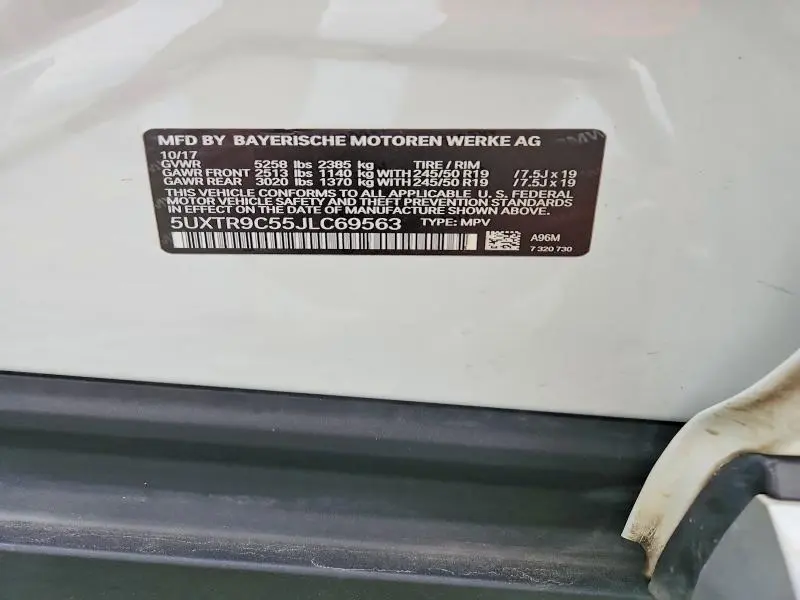 MFD BY BAYERISCHE MOTOREN WERKE AG
10/17
GVWR 5258 lbs 2385 kg TIRE / RIM
GAWR FRONT 2513 lbs 1140 kg WITH 245/50 R19 / 7.5J x 19
GAWR REAR 3020 lbs 1370 kg WITH 245/50 R19 / 7.5J x 19
THIS VEHICLE CONFORMS TO ALL APPLICABLE U. S. FEDERAL
MOTOR VEHICLE SAFETY AND THEFT PREVENTION STANDARDS
IN EFFECT ON THE DATE OF MANUFACTURE SHOWN ABOVE.
5UXTR9C55JLC69563 TYPE: MPV
A96M
7 320 730